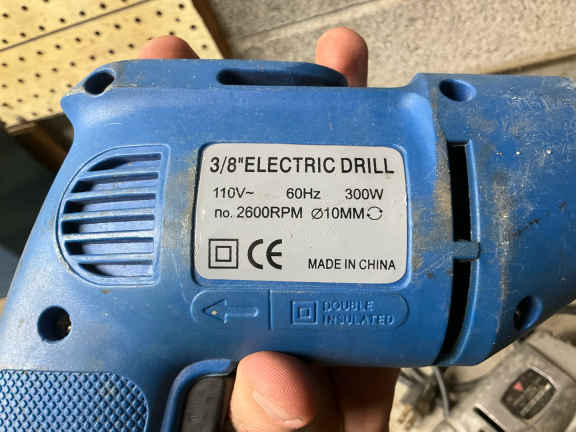 3/8"ELECTRIC DRILL
110V~ 60Hz 300W
no. 2600RPM ∅10MM
CE
MADE IN CHINA
DOUBLE
INSULATED